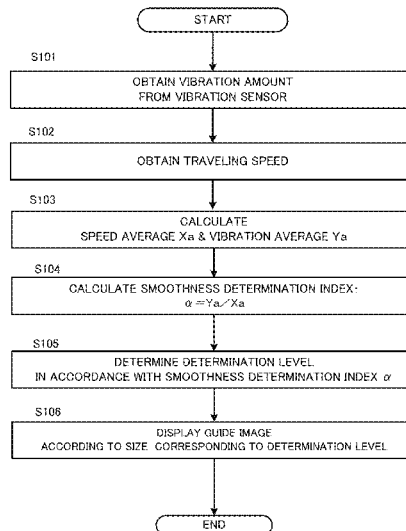 START
S101
OBTAIN VIBRATION AMOUNT
FROM VIBRATION SENSOR
S102
OBTAIN TRAVELING SPEED
S103
CALCULATE
SPEED AVERAGE Xa & VIBRATION AVERAGE Ya
S104
CALCULATE SMOOTHNESS DETERMINATION INDEX:
α=Ya/Xa
S105
DETERMINE DETERMINATION LEVEL
IN ACCORDANCE WITH SMOOTHNESS DETERMINATION INDEX α
S106
DISPLAY GUIDE IMAGE
ACCORDING TO SIZE CORRESPONDING TO DETERMINATION LEVEL
END